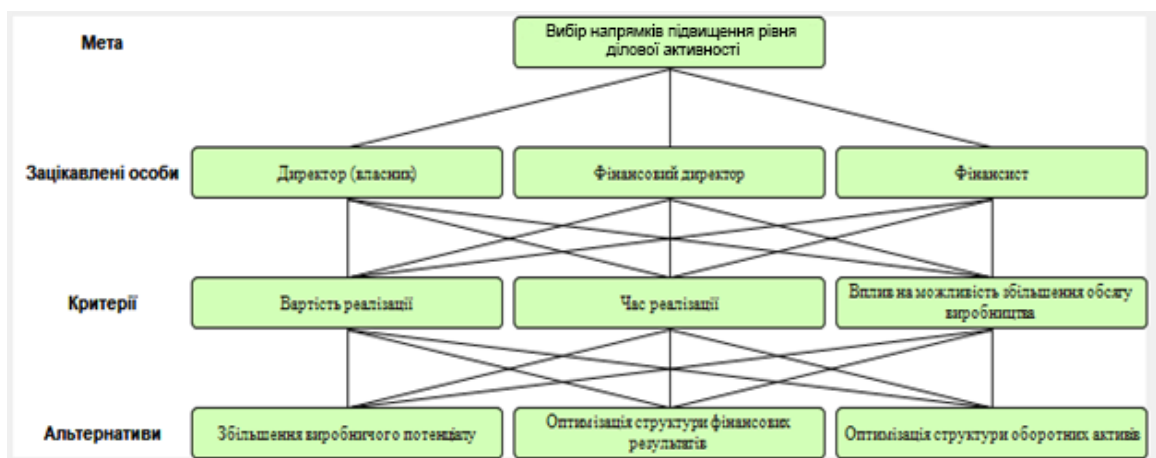 Мета
Вибір напрямків підвищення рівня
ділової активності
Зацікавлені особи
Директор (власник)
Фінансовий директор
Фінансист
Критерії
Вартість реалізації
Час реалізації
Вплив на можливість збільшення обсягу
виробництва
Альтернативи
Збільшення виробничого потенціалу
Оптимізація структури фінансових
результатів
Оптимізація структури оборотних активів